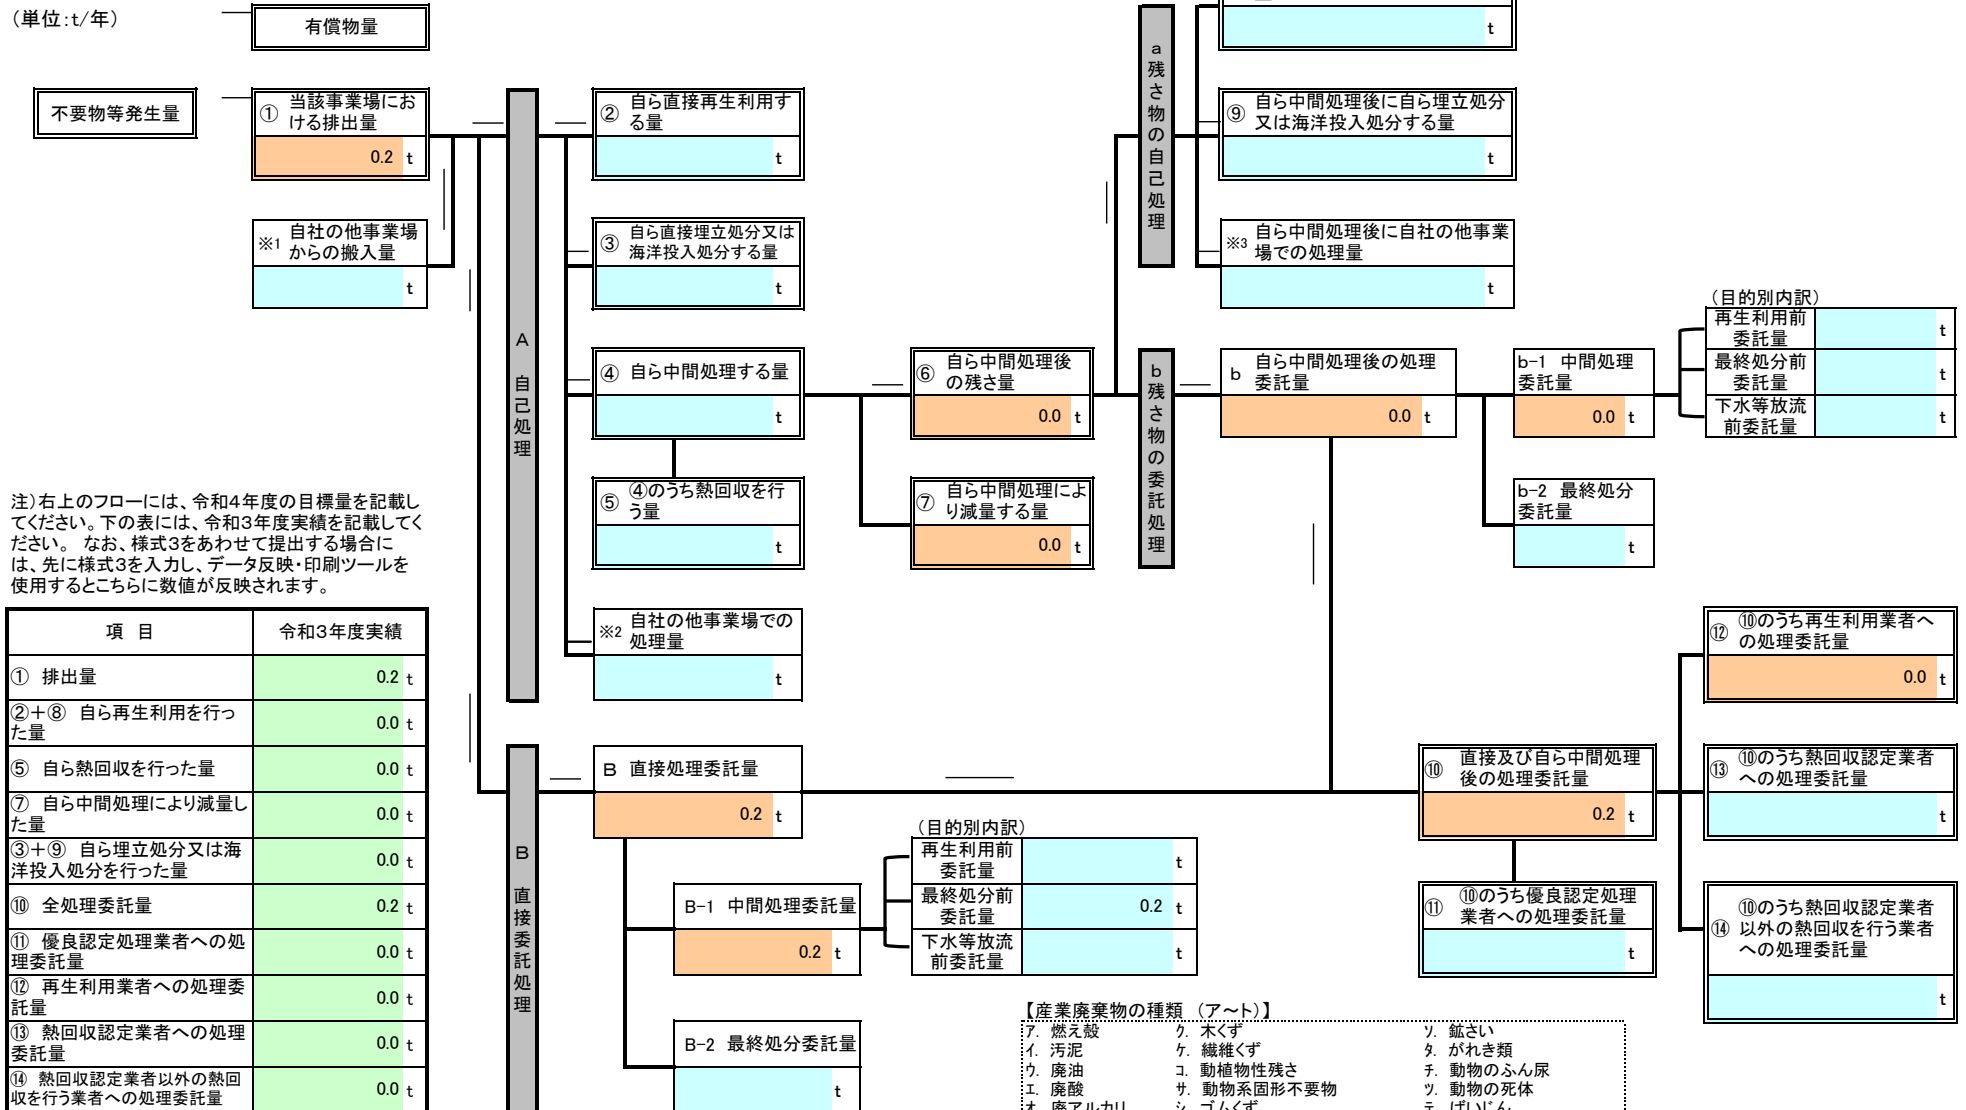 （単位：ｔ/年）
有償物量
不要物等発生量
① 当該事業場にお
ける排出量
0.2 t
※1 自社の他事業場
からの搬入量
t
Ａ 自己処理
② 自ら直接再生利用す
る量
t
③ 自ら直接埋立処分又は
海洋投入処分する量
t
④ 自ら中間処理する量
t
⑤ ④のうち熱回収を行
う量
t
※2 自社の他事業場での
処理量
t
⑥ 自ら中間処理後
の残さ量
0.0 t
⑦ 自ら中間処理によ
り減量する量
0.0 t
ａ残さ物の自己処理
t
⑨ 自ら中間処理後に自ら埋立処分
又は海洋投入処分する量
t
※3 自ら中間処理後に自社の他事業
場での処理量
t
ｂ残さ物の委託処理
ｂ 自ら中間処理後の処理
委託量
0.0 t
b-1 中間処理
委託量
0.0 t
b-2 最終処分
委託量
t
（目的別内訳）
再生利用前
委託量
t
最終処分前
委託量
t
下水等放流
前委託量
t
注）右上のフローには、令和４年度の目標量を記載し
てください。下の表には、令和３年度実績を記載してく
ださい。 なお、様式３をあわせて提出する場合に
は、先に様式３を入力し、データ反映・印刷ツールを
使用するとこちらに数値が反映されます。
項 目 令和３年度実績
① 排出量 0.2 t
②＋⑧ 自ら再生利用を行っ
た量 0.0 t
⑤ 自ら熱回収を行った量 0.0 t
⑦ 自ら中間処理により減量し
た量 0.0 t
③＋⑨ 自ら埋立処分又は海
洋投入処分を行った量 0.0 t
⑩ 全処理委託量 0.2 t
⑪ 優良認定処理業者への処
理委託量 0.0 t
⑫ 再生利用業者への処理委
託量 0.0 t
⑬ 熱回収認定業者への処理
委託量 0.0 t
⑭ 熱回収認定業者以外の熱回
収を行う業者への処理委託量 0.0 t
Ｂ 直接委託処理
Ｂ 直接処理委託量
0.2 t
B-1 中間処理委託量
0.2 t
B-2 最終処分委託量
t
（目的別内訳）
再生利用前
委託量
t
最終処分前
委託量
0.2 t
下水等放流
前委託量
t
⑩ 直接及び自ら中間処理
後の処理委託量
0.2 t
⑪ ⑩のうち優良認定処理
業者への処理委託量
t
⑫ ⑩のうち再生利用業者へ
の処理委託量
0.0 t
⑬ ⑩のうち熱回収認定業者
への処理委託量
t
⑭ ⑩のうち熱回収認定業者
以外の熱回収を行う業者
への処理委託量
t
【産業廃棄物の種類 （ア～ト）】
ｱ. 燃え殻 ｸ. 木くず ｿ. 鉱さい
ｲ. 汚泥 ｹ. 繊維くず ﾀ. がれき類
ｳ. 廃油 ｺ. 動植物性残さ ﾁ. 動物のふん尿
ｴ. 廃酸 ｻ. 動物系固形不要物 ﾂ. 動物の死体
ｵ. 廃アルカリ ｼ. ゴムくず ﾃ. ばいじん